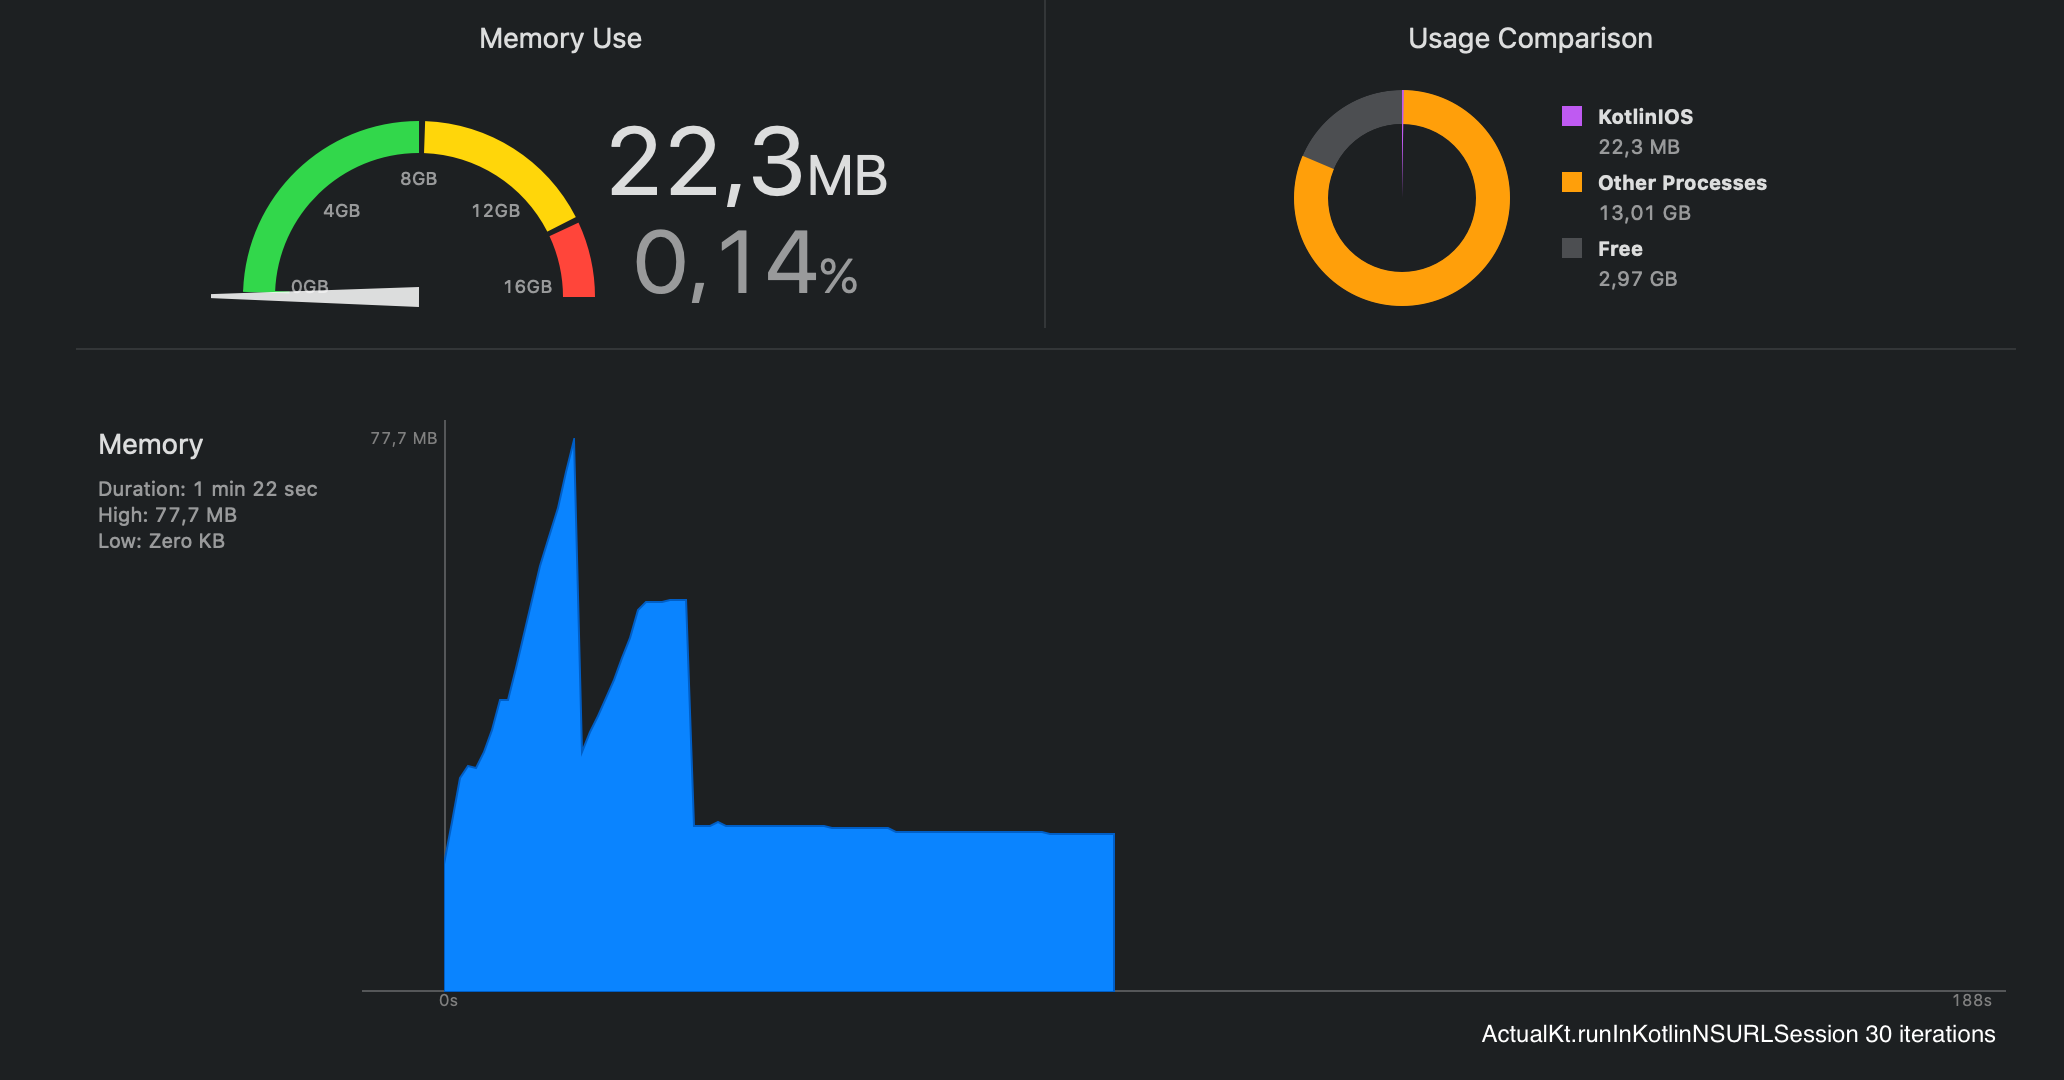 Memory Use
Usage Comparison
22,3MB
0,14%
0GB
4GB
8GB
12GB
16GB
KotlinIOS
22,3 MB
Other Processes
13,01 GB
Free
2,97 GB
Memory
Duration: 1 min 22 sec
High: 77,7 MB
Low: Zero KB
77,7 MB
0s
188s
ActualKt.runInKotlinNSURLSession 30 iterations